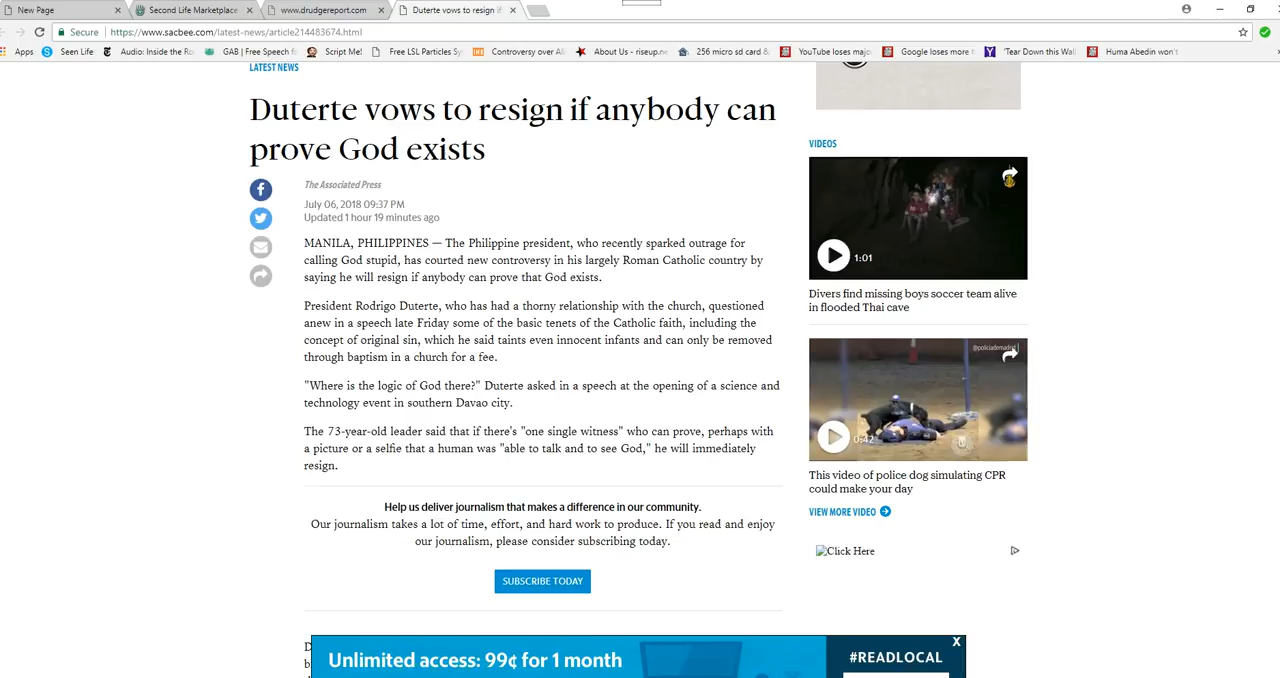 New Page
Second Life Marketplace
www.drudgereport.com
Duterte vows to resign if
Secure
https://www.sacbee.com/latest-news/article214483674.html
Apps
Seen Life
Audio: Inside the Ro
GAB | Free Speech fo
Script Me!
Free LSL Particles Sy
Controversy over Al
About Us - riseup.ne
256 micro sd card &
YouTube loses majo
Google loses more t
'Tear Down this Wal
Huma Abedin won't
LATEST NEWS
Duterte vows to resign if anybody can
prove God exists
The Associated Press
July 06, 2018 09:37 PM
Updated 1 hour 19 minutes ago
MANILA, PHILIPPINES — The Philippine president, who recently sparked outrage for
calling God stupid, has courted new controversy in his largely Roman Catholic country by
saying he will resign if anybody can prove that God exists.
President Rodrigo Duterte, who has had a thorny relationship with the church, questioned
anew in a speech late Friday some of the basic tenets of the Catholic faith, including the
concept of original sin, which he said taints even innocent infants and can only be removed
through baptism in a church for a fee.
"Where is the logic of God there?" Duterte asked in a speech at the opening of a science and
technology event in southern Davao city.
The 73-year-old leader said that if there's "one single witness" who can prove, perhaps with
a picture or a selfie that a human was "able to talk and to see God," he will immediately
resign.
Help us deliver journalism that makes a difference in our community.
Our journalism takes a lot of time, effort, and hard work to produce. If you read and enjoy
our journalism, please consider subscribing today.
SUBSCRIBE TODAY
VIDEOS
1:01
Divers find missing boys soccer team alive
in flooded Thai cave
@policiademadrid
0:42
This video of police dog simulating CPR
could make your day
VIEW MORE VIDEO
Click Here
Unlimited access: 99¢ for 1 month
#READLOCAL
X